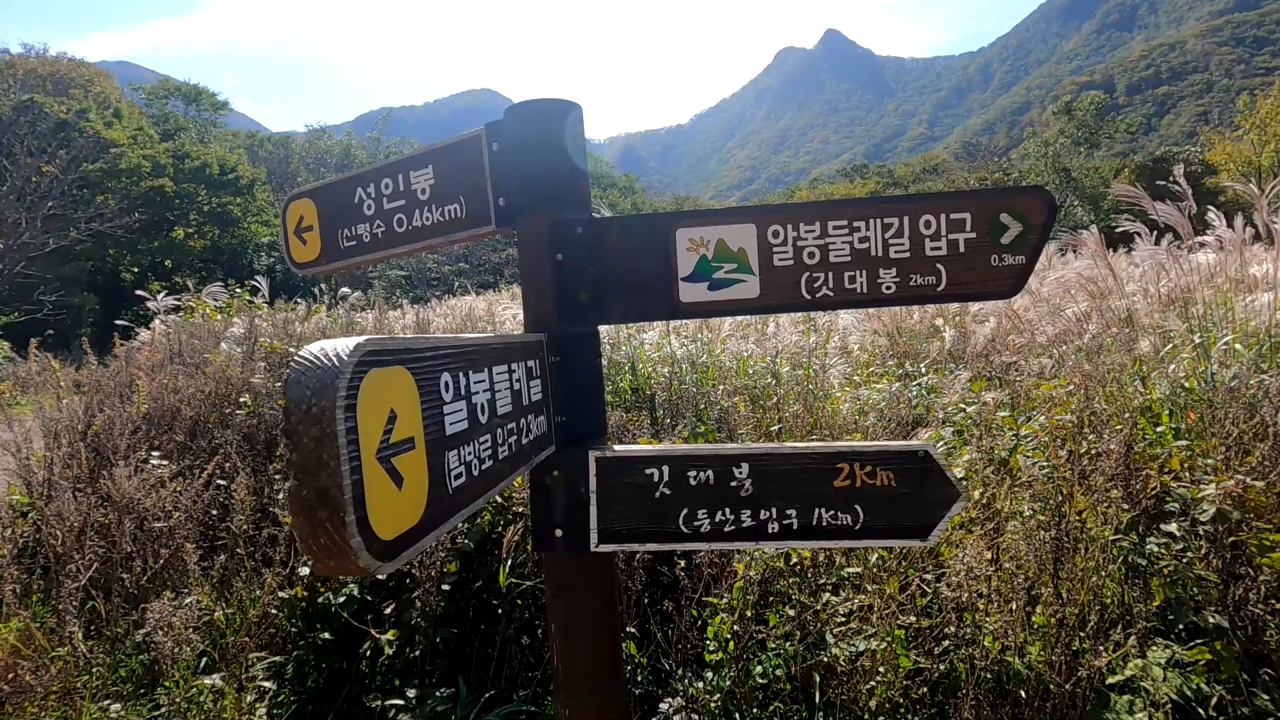 성인봉
(신령수 0.46km)
알봉둘레길 입구
0.3km
(깃대봉 2km)
알봉둘레길
(탐방로 입구 2.3km)
깃대봉 2Km
(등산로입구 1Km)